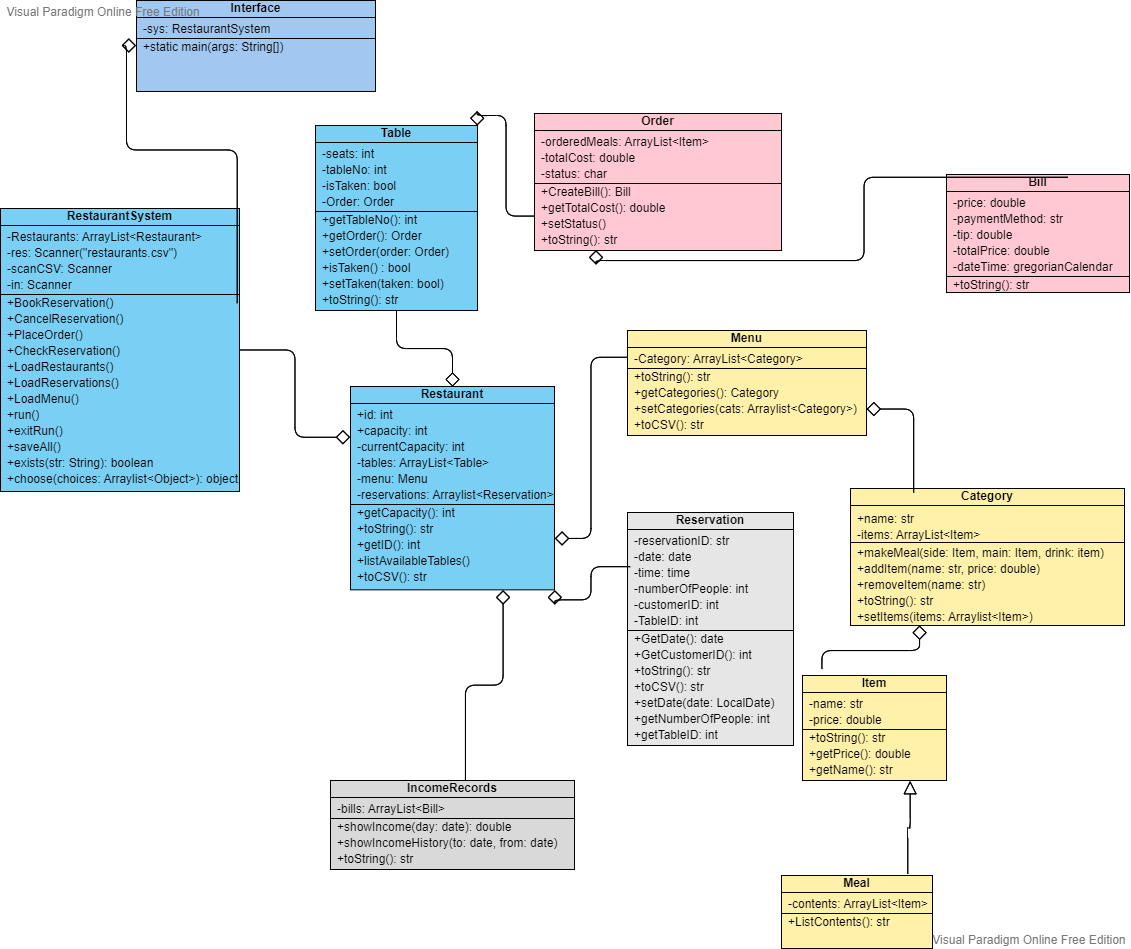 Visual Paradigm Online Free Edition
Interface
-sys: RestaurantSystem
+static main(args: String[])
Table
-seats: int
-tableNo: int
-isTaken: bool
-Order: Order
+getTableNo(): int
+getOrder(): Order
+setOrder(order: Order)
+isTaken() : bool
+setTaken(taken: bool)
+toString(): str
Order
-orderedMeals: ArrayList<Item>
-totalCost: double
-status: char
+CreateBill(): Bill
+getTotalCost(): double
+setStatus()
+toString(): str
Bill
-price: double
-paymentMethod: str
-tip: double
-totalPrice: double
-dateTime: gregorianCalendar
+toString(): str
RestaurantSystem
-Restaurants: ArrayList<Restaurant>
-res: Scanner("restaurants.csv")
-scanCSV: Scanner
-in: Scanner
+BookReservation()
+CancelReservation()
+PlaceOrder()
+CheckReservation()
+LoadRestaurants()
+LoadReservations()
+LoadMenu()
+run()
+exitRun()
+saveAll()
+exists(str: String): boolean
+choose(choices: Arraylist<Object>): object
Menu
-Category: ArrayList<Category>
+toString(): str
+getCategories(): Category
+setCategories(cats: Arraylist<Category>)
+toCSV(): str
Restaurant
+id: int
+capacity: int
-currentCapacity: int
-tables: ArrayList<Table>
-menu: Menu
-reservations: Arraylist<Reservation>
+getCapacity(): int
+toString(): str
+getID(): int
+listAvailableTables()
+toCSV(): str
Category
+name: str
-items: ArrayList<Item>
+makeMeal(side: Item, main: Item, drink: item)
+addItem(name: str, price: double)
+removeItem(name: str)
+toString(): str
+setItems(items: Arraylist<Item>)
Reservation
-reservationID: str
-date: date
-time: time
-numberOfPeople: int
-customerID: int
-TableID: int
+GetDate(): date
+GetCustomerID(): int
+toString(): str
+toCSV(): str
+setDate(date: LocalDate)
+getNumberOfPeople: int
+getTableID: int
Item
-name: str
-price: double
+toString(): str
+getPrice(): double
+getName(): str
IncomeRecords
-bills: ArrayList<Bill>
+showIncome(day: date): double
+showIncomeHistory(to: date, from: date)
+toString(): str
Meal
-contents: ArrayList<Item>
+ListContents(): str
Visual Paradigm Online Free Edition